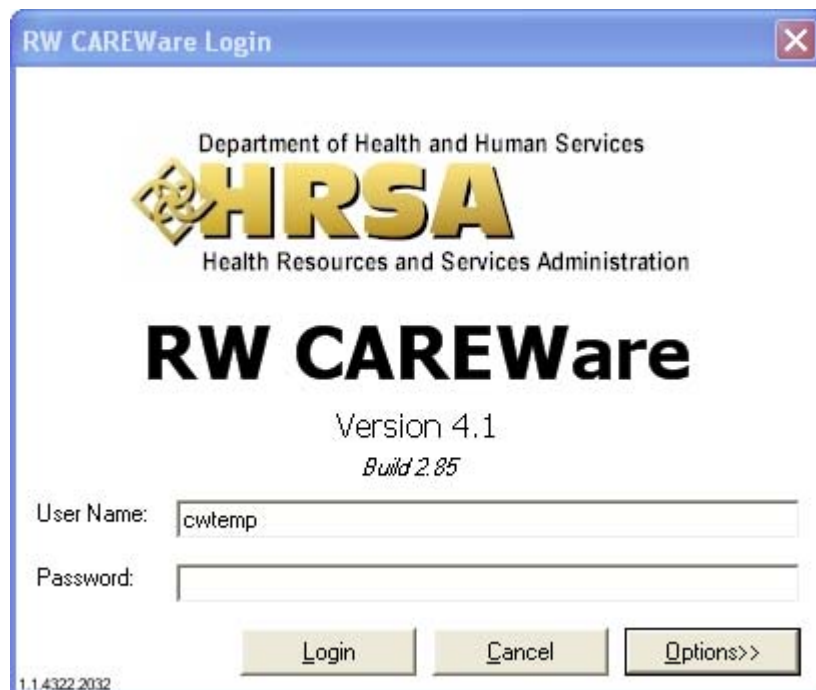 RW CAREWare Login
Department of Health and Human Services
HRSA
Health Resources and Services Administration
RW CAREWare
Version 4.1
Build 2.85
User Name: cwtemp
Password:
Login Cancel Options>>
1.1.4322.2032